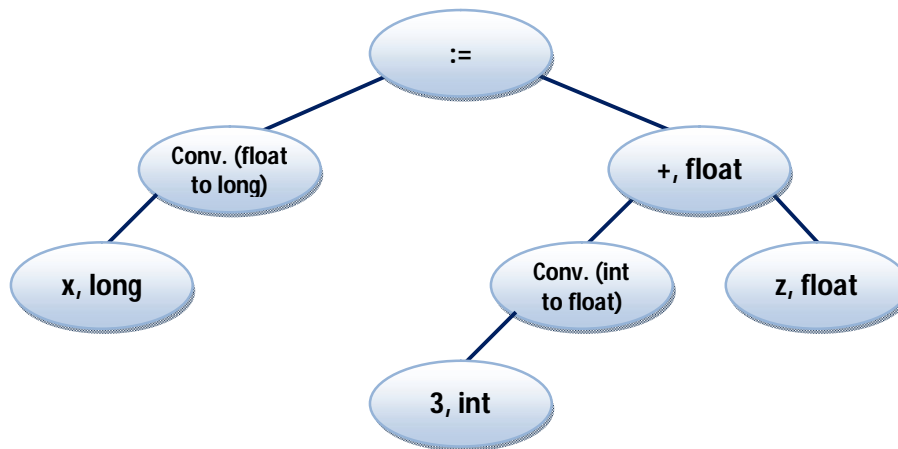 :=
Conv. (float
to long)
+, float
x, long
Conv. (int
to float)
z, float
3, int